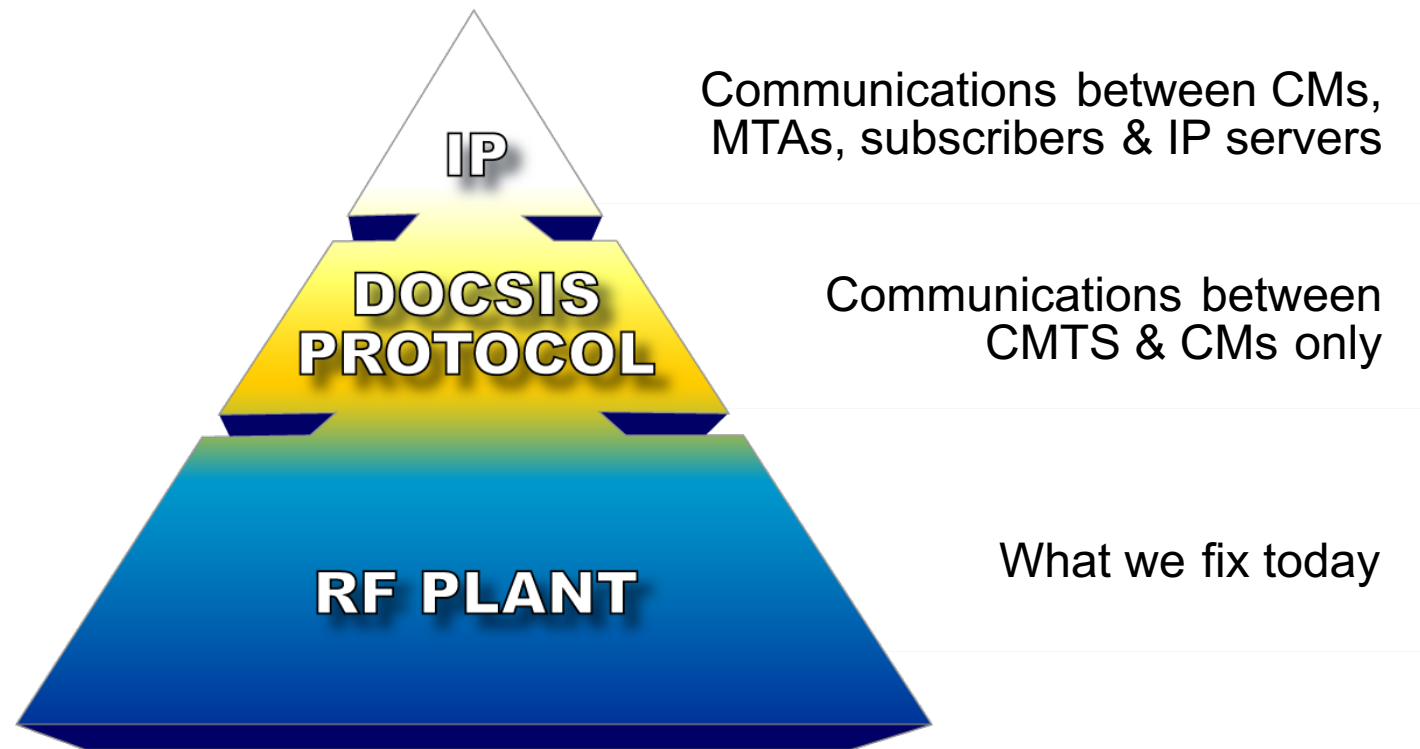 IP
Communications between CMs,
MTAs, subscribers & IP servers
DOCSIS
PROTOCOL
Communications between
CMTS & CMs only
RF PLANT
What we fix today